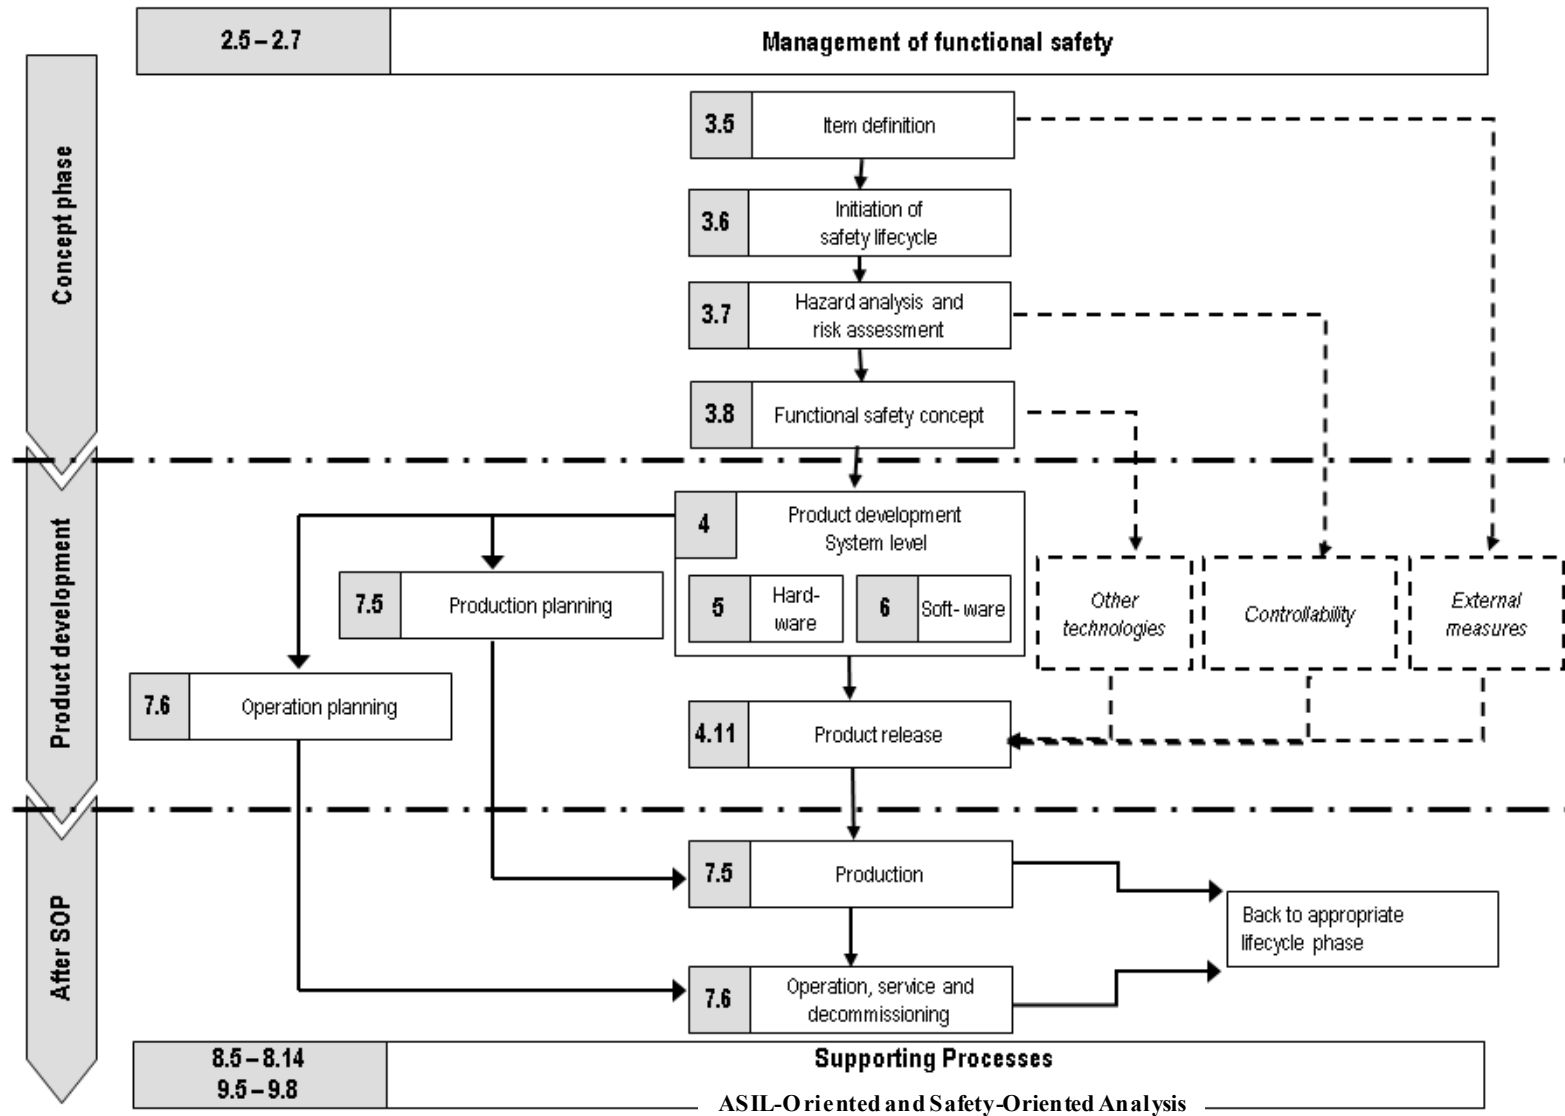 2.5 – 2.7
Management of functional safety
Concept phase
3.5
Item definition
3.6
Initiation of
safety lifecycle
3.7
Hazard analysis and
risk assessment
3.8
Functional safety concept
Product development
4
Product development
System level
5
Hard-
ware
6
Soft- ware
7.5
Production planning
7.6
Operation planning
Other
technologies
Controllability
External
measures
4.11
Product release
After SOP
7.5
Production
7.6
Operation, service and
decommissioning
Back to appropriate
lifecycle phase
8.5 – 8.14
9.5 – 9.8
Supporting Processes
ASIL-Oriented and Safety-Oriented Analysis